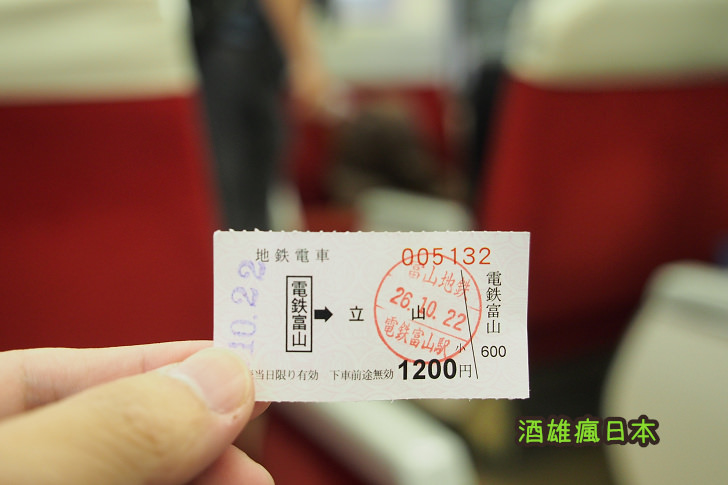 地鉄電車
005132
電鉄富山 ➡ 立山
富山地鉄
26.10.22
電鉄富山駅
電鉄富山
小 600
当日限り有効 下車前途無効 1200円
10.22
酒雄瘋日本